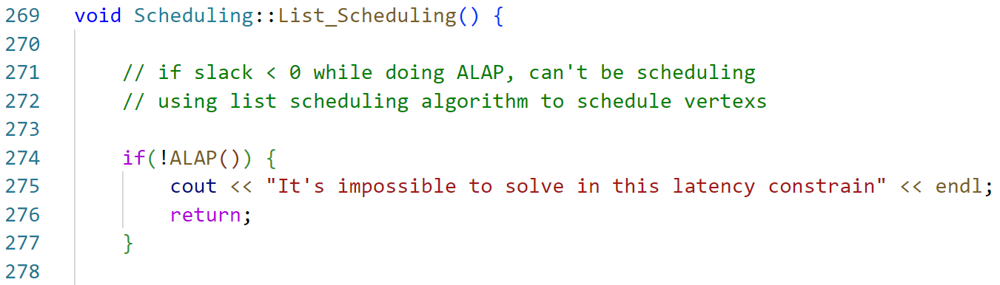 269 void Scheduling::List_Scheduling() {
270
271 // if slack < 0 while doing ALAP, can't be scheduling
272 // using list scheduling algorithm to schedule vertexs
273
274 if(!ALAP()) {
275 cout << "It's impossible to solve in this latency constrain" << endl;
276 return;
277 }
278